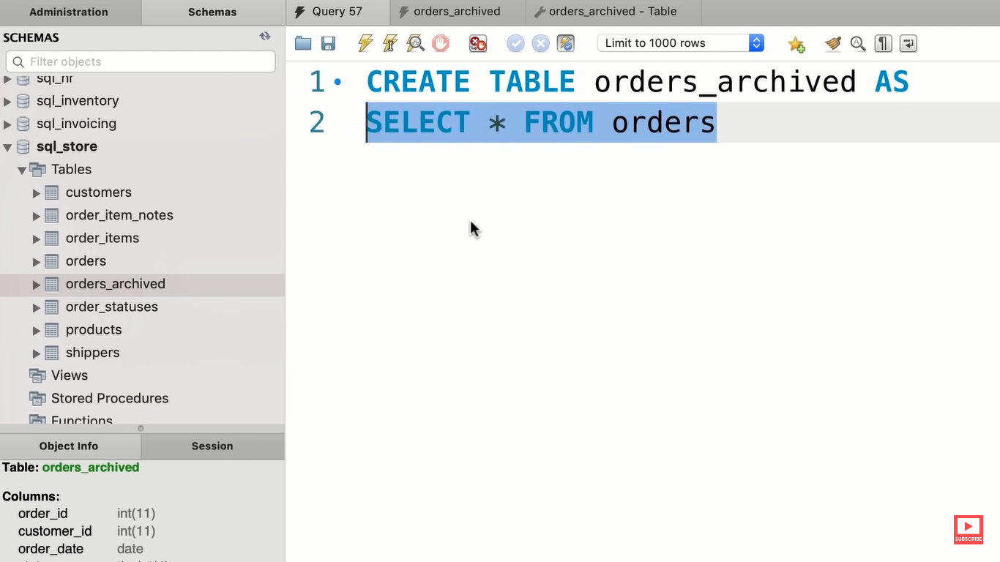 Administration
Schemas
Query 57
orders_archived
orders_archived - Table
SCHEMAS
Filter objects
Limit to 1000 rows
sql_hr
sql_inventory
sql_invoicing
sql_store
Tables
customers
order_item_notes
order_items
orders
orders_archived
order_statuses
products
shippers
Views
Stored Procedures
Functions
1 CREATE TABLE orders_archived AS
2 SELECT * FROM orders
Object Info
Session
Table: orders_archived
Columns:
order_id int(11)
customer_id int(11)
order_date date
SUBSCRIBE